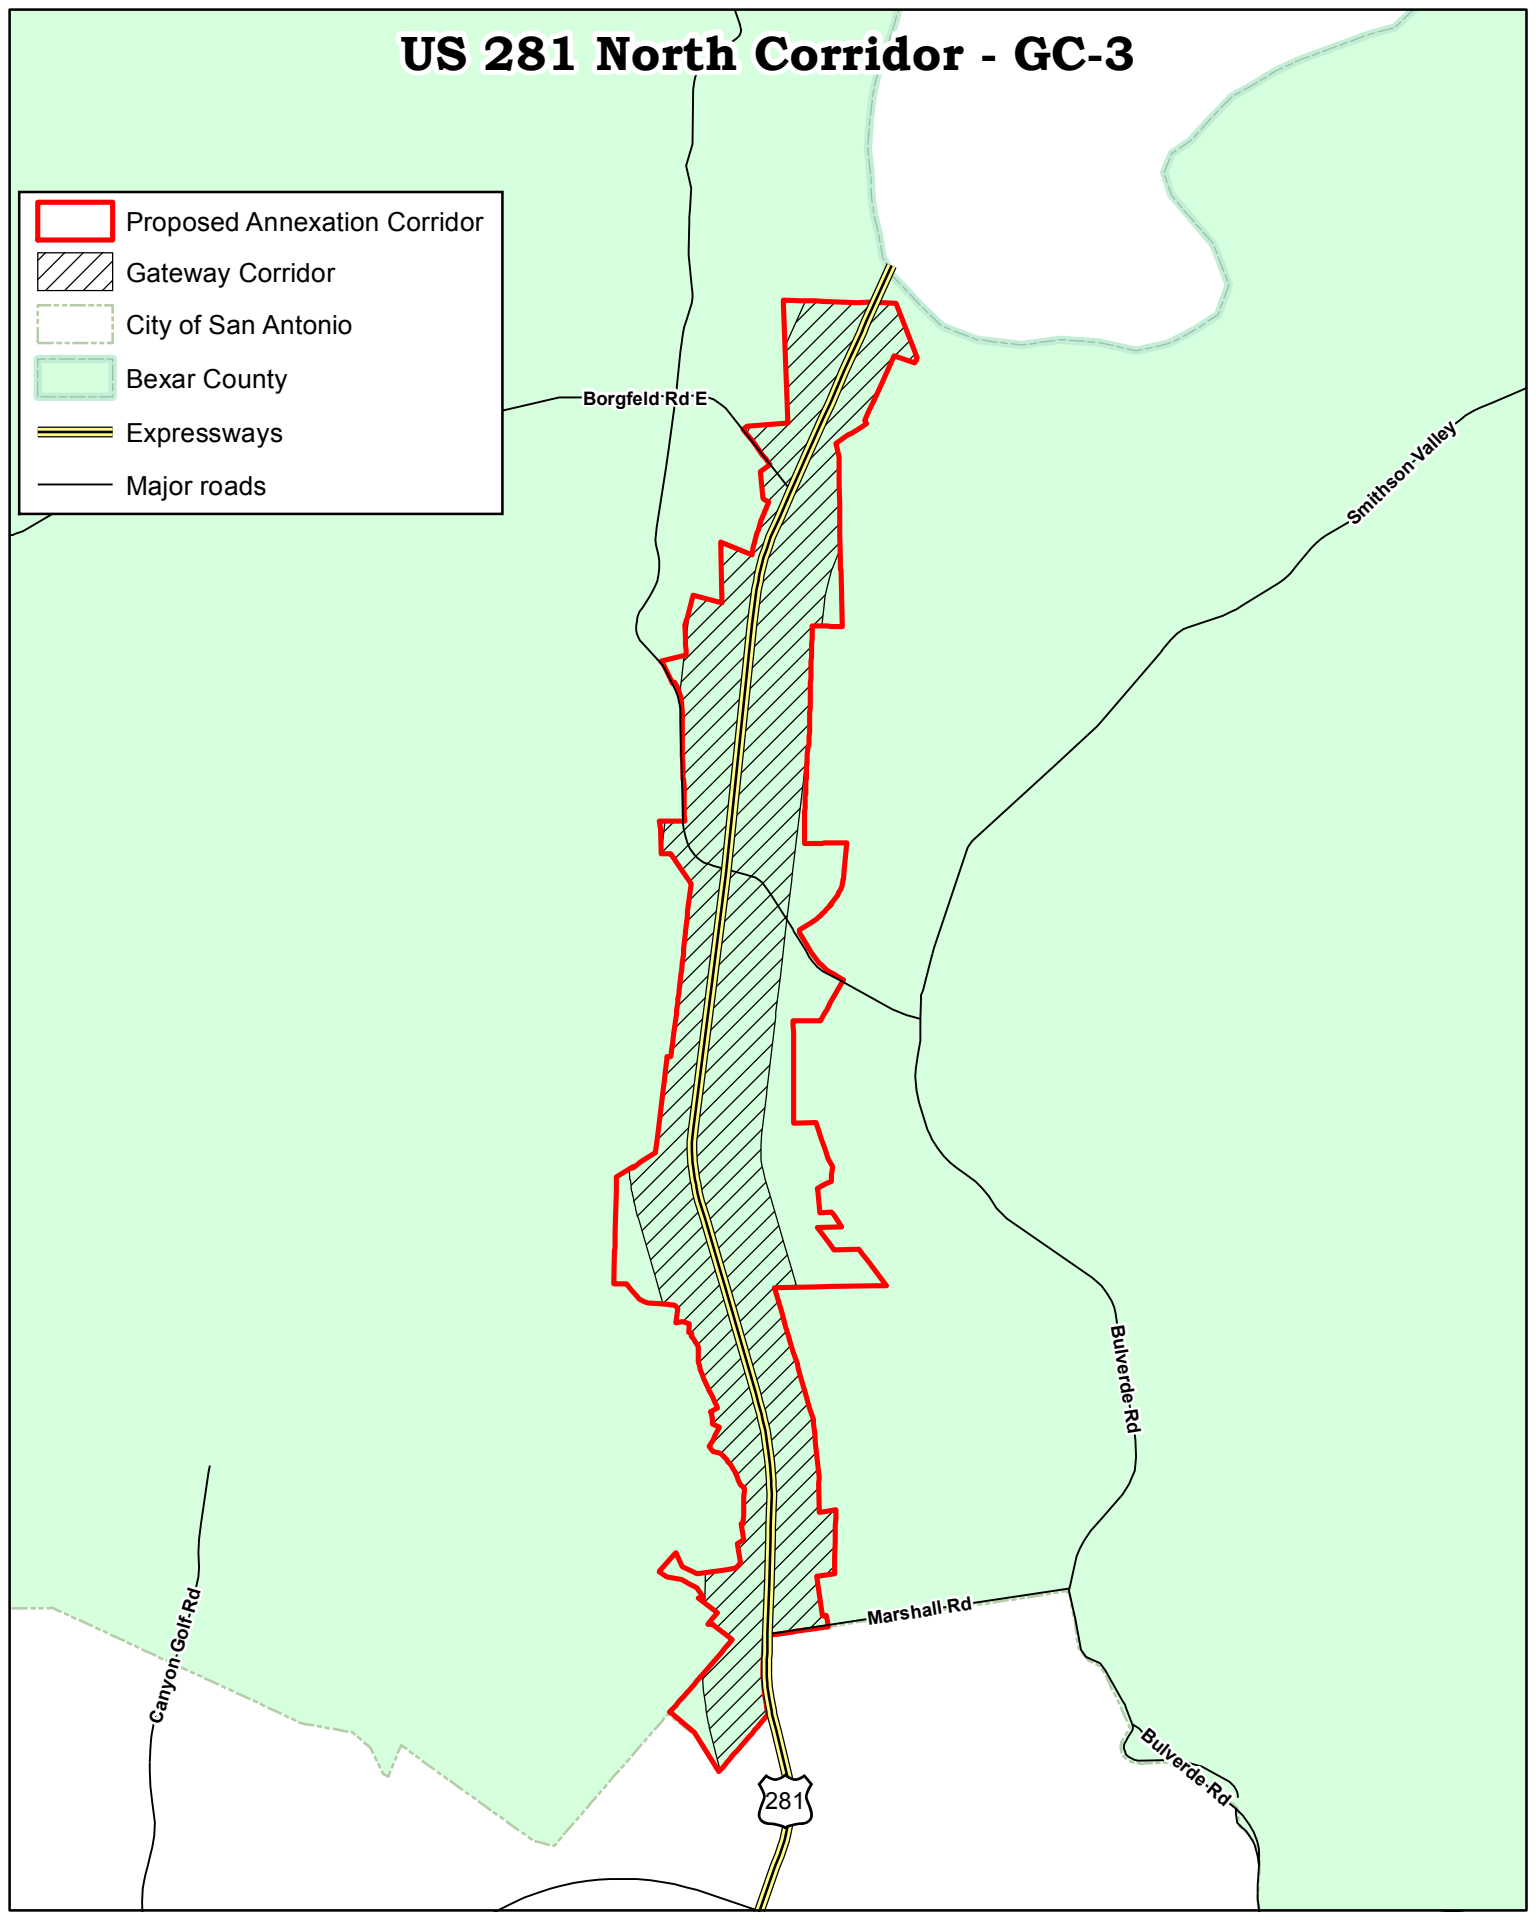 US 281 North Corridor - GC-3
Proposed Annexation Corridor
Gateway Corridor
City of San Antonio
Bexar County
Expressways
Major roads
Borgfeld Rd E
Smithson-Valley
Bulverde-Rd
Canyon-Golf-Rd
Marshall-Rd
Bulverde-Rd
281